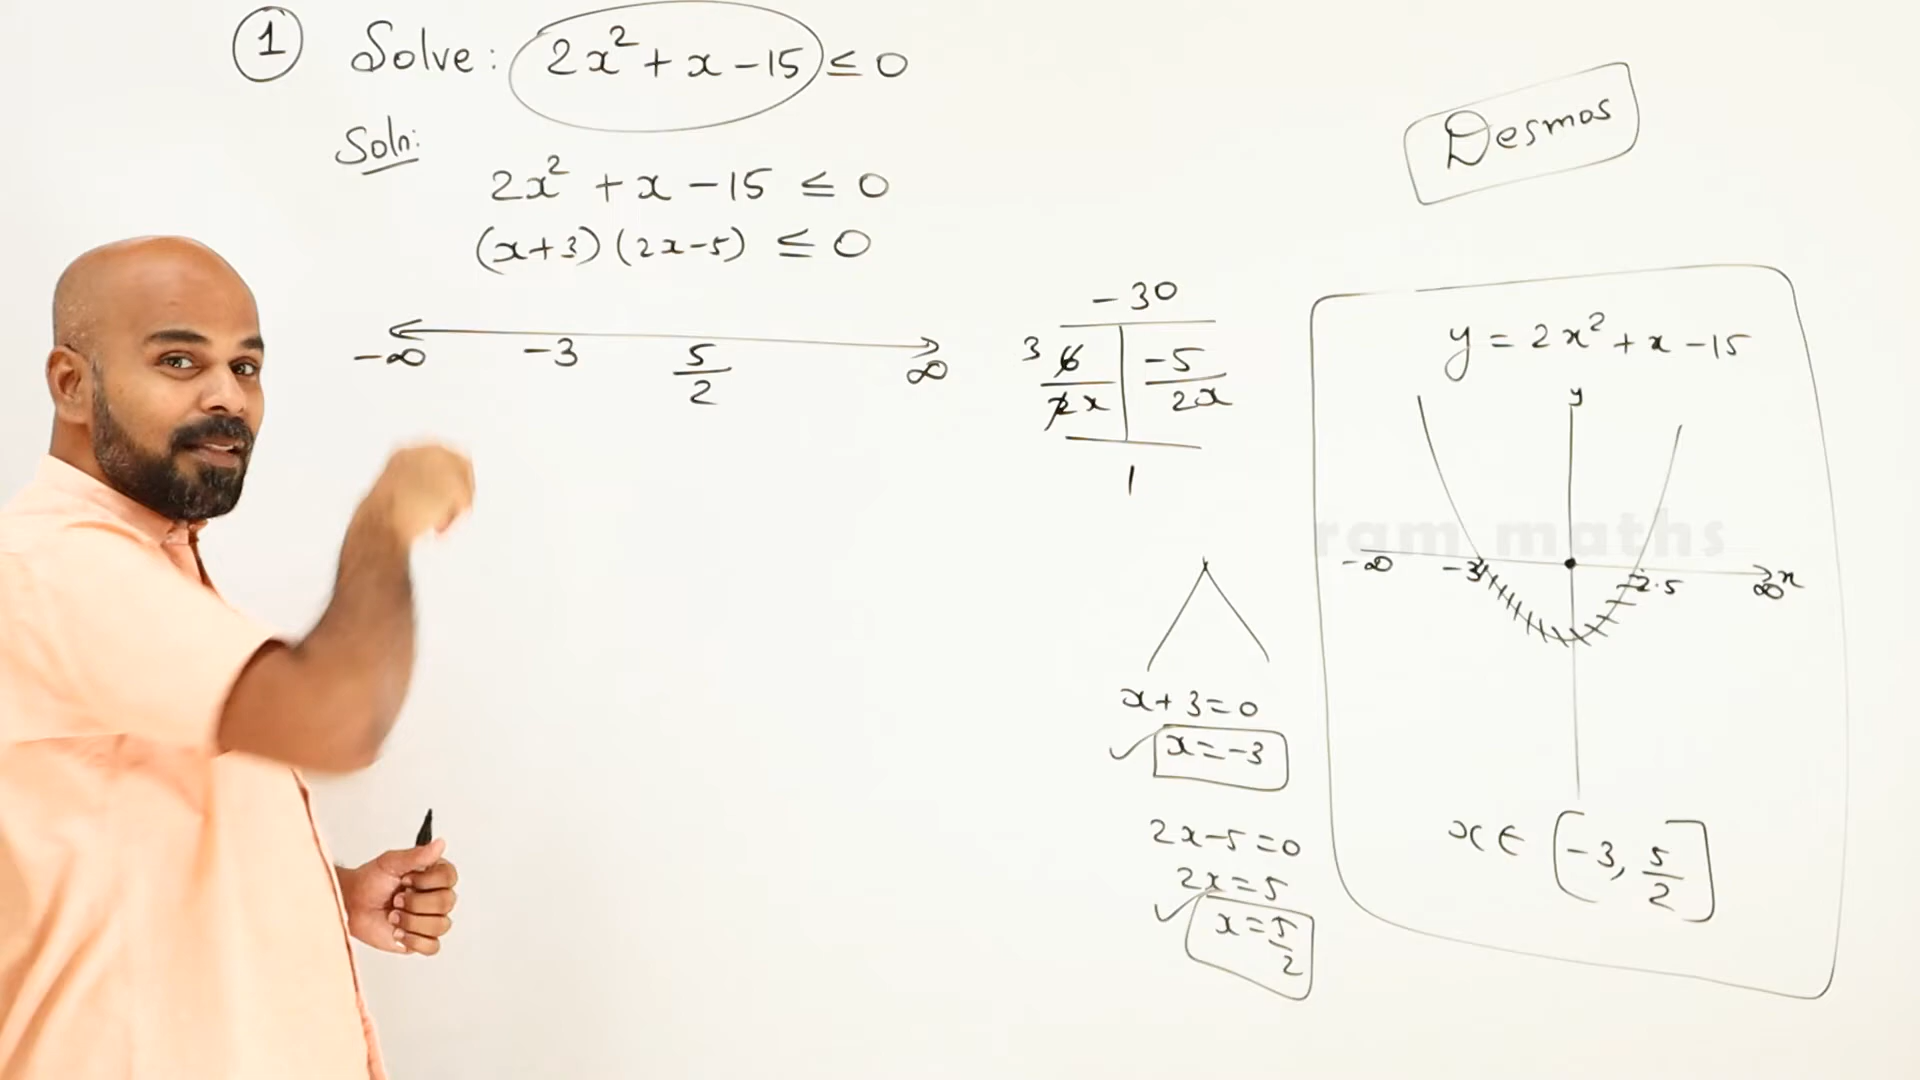 1 Solve: 2x² + x − 15 ≤ 0
Soln:
2x² + x − 15 ≤ 0
(x+3)(2x−5) ≤ 0
−∞ −3 5/2 ∞
Desmos
−30
3 6/2x −5/2x
1
x+3=0
x=−3
2x−5=0
2x=5
x=5/2
y = 2x² + x − 15
y
ram maths
−∞ −3 2.5 ∞ x
x ∈ [−3, 5/2]